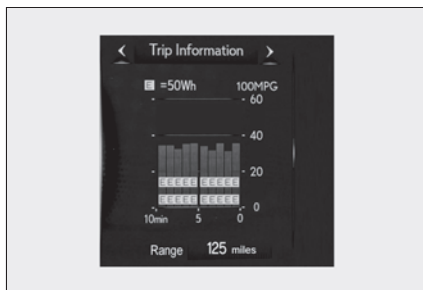 < Trip Information >
E =50Wh 100MPG
60
40
20
E E E E E E E E E E
E E E E E E E E E E
0
10min 5 0
Range 125 miles